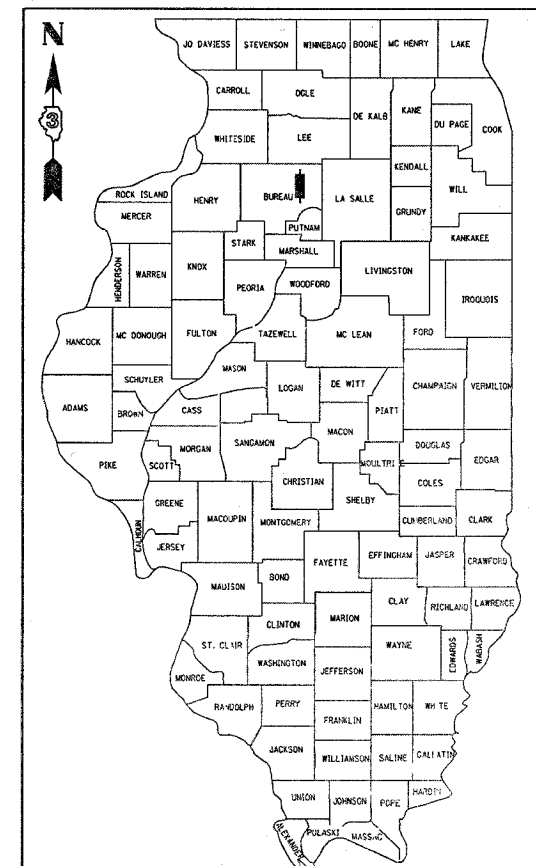 N
3
JO DAVIESS STEVENSON WINNEBAGO BOONE MC HENRY LAKE
CARROLL OGLE DE KALB KANE DU PAGE COOK
WHITESIDE LEE
KENDALL WILL
ROCK ISLAND HENRY BUREAU LA SALLE GRUNDY
MERCER PUTNAM KANKAKEE
HENDERSON WARREN KNOX STARK MARSHALL LIVINGSTON
PEORIA WOODFORD IROQUOIS
HANCOCK MC DONOUGH FULTON TAZEWELL MC LEAN FORD
SCHUYLER MASON LOGAN DE WITT CHAMPAIGN VERMILION
ADAMS BROWN CASS PIATT
MACON
PIKE SCOTT MORGAN SANGAMON MOULTRIE DOUGLAS EDGAR
CHRISTIAN COLES
GREENE SHELBY
CALHOUN MACOUPIN MONTGOMERY CUMBERLAND CLARK
JERSEY
FAYETTE EFFINGHAM JASPER CRAWFORD
MADISON BOND
CLAY RICHLAND LAWRENCE
CLINTON MARION
ST. CLAIR WAYNE EDWARDS WABASH
WASHINGTON JEFFERSON
MONROE
RANDOLPH PERRY FRANKLIN HAMILTON WHITE
JACKSON WILLIAMSON SALINE GALLATIN
UNION JOHNSON POPE HARDIN
ALEXANDER PULASKI MASSAC